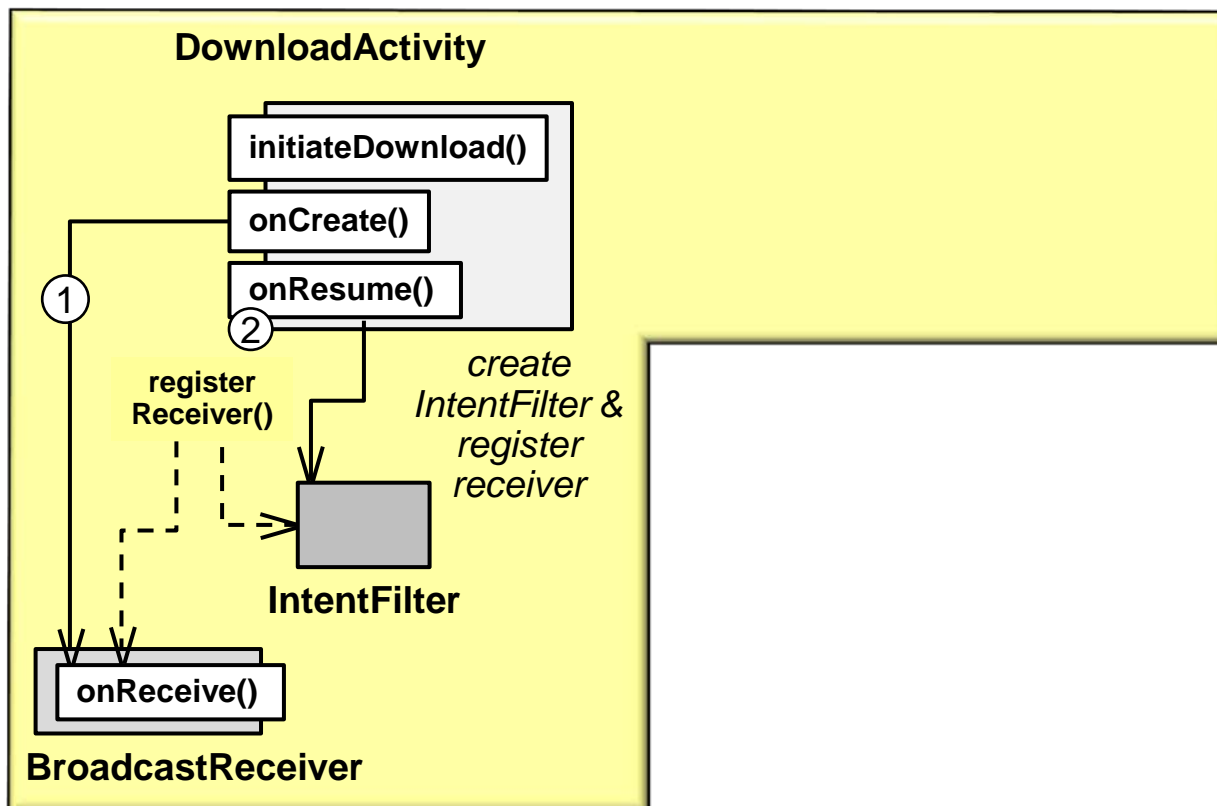 DownloadActivity
initiateDownload()
onCreate()
1
onResume()
2
create
IntentFilter &
register
receiver
register
Receiver()
IntentFilter
onReceive()
BroadcastReceiver